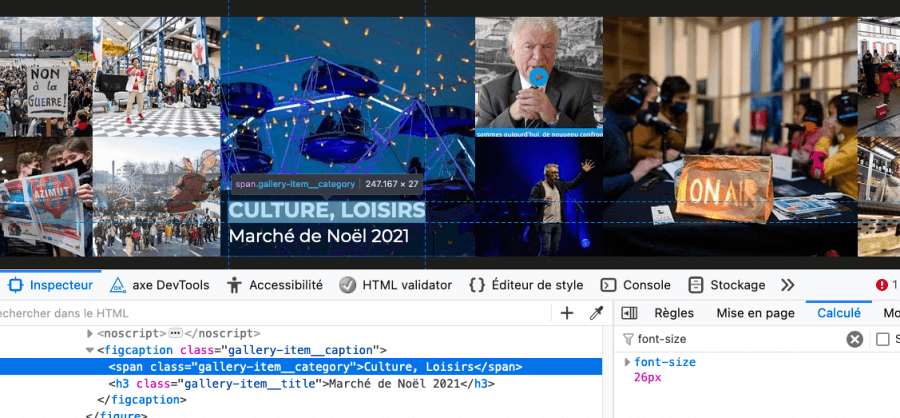 NON
à la
GUERRE!
AZIMUT
sommes aujourd'hui, de nouveau confron
ON AIR
span.gallery-item__category 247.167 × 27
CULTURE, LOISIRS
Marché de Noël 2021
Inspecteur axe DevTools Accessibilité HTML validator Éditeur de style Console Stockage 1
echercher dans le HTML
Règles Mise en page Calculé Mo
<noscript> ••• </noscript>
<figcaption class="gallery-item__caption">
<span class="gallery-item__category">Culture, Loisirs</span>
<h3 class="gallery-item__title">Marché de Noël 2021</h3>
</figcaption>
</figure>
font-size S
font-size
26px